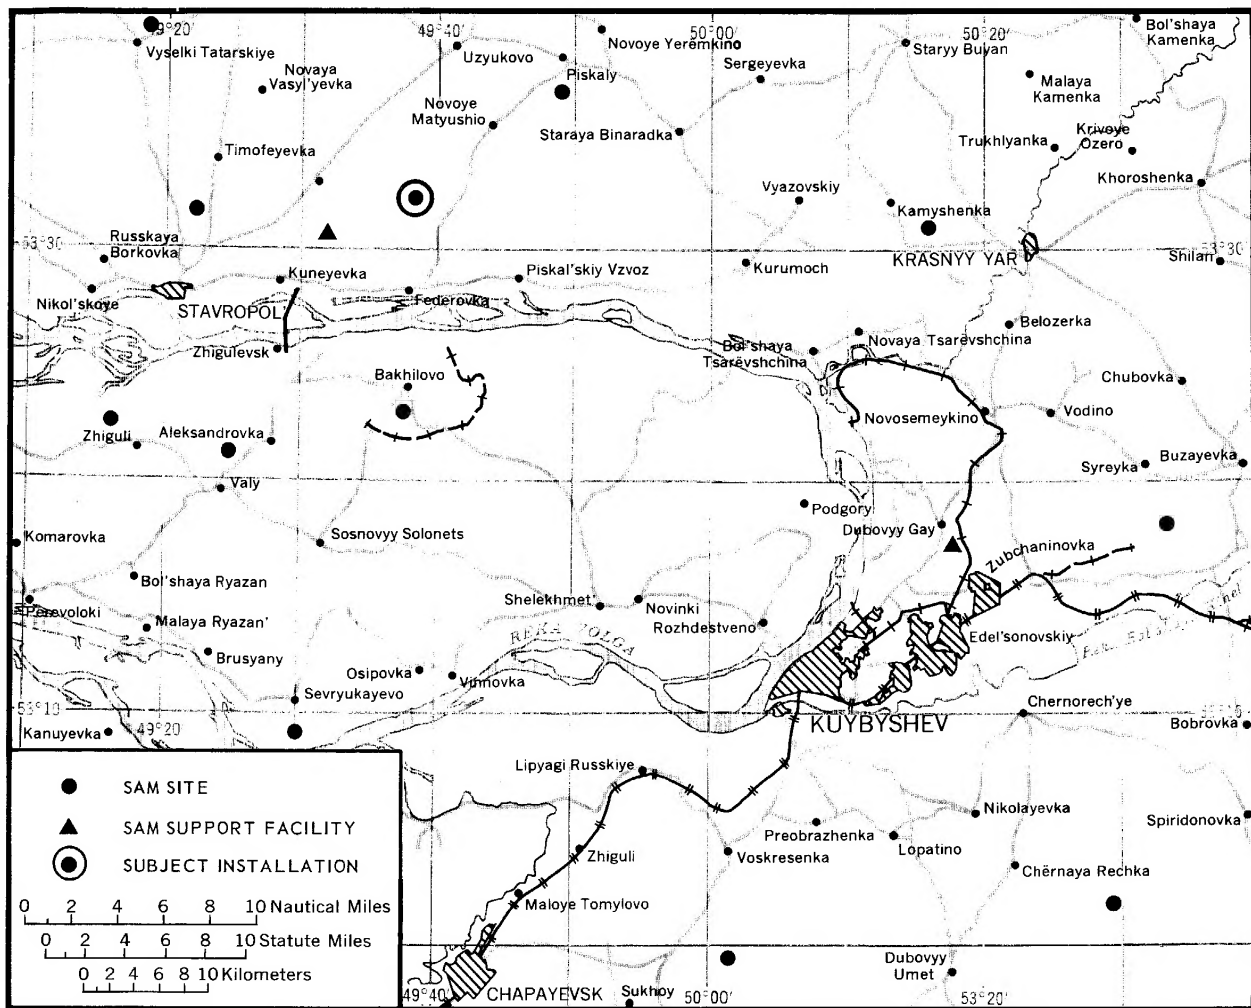 49°20'
49°40'
50°00'
50°20'
Bol'shaya
Kamenka
Vyselki Tatarskiye
Uzyukovo
Novoye Yerëmkino
Staryy Buyan
Piskaly
Sergeyevka
Novaya
Vasyl'yevka
Malaya
Kamenka
Novoye
Matyushio
Staraya Binaradka
Krivoye
Ozero
Trukhlyanka
Timofeyevka
Khoroshenka
Vyazovskiy
Kamyshenka
53°30
53°30
Russkaya
Borkovka
KRASNYY YAR
Shilan
Kuneyevka
Piskal'skiy Vzvoz
Kurumoch
Nikol'skoye
STAVROPOL'
Federovka
Belozerka
Zhigulevsk
Bol'shaya
Tsarëvshchina
Novaya Tsarëvshchina
Bakhilovo
Chubovka
Novosemeykino
Vodino
Zhiguli
Aleksandrovka
Syreyka
Buzayevka
Valy
Podgory
Dubovyy Gay
Komarovka
Sosnovyy Solonets
Zubchaninovka
Bol'shaya Ryazan
Perevoloki
Shelekhmet'
Novinki
Malaya Ryazan'
Rozhdestveno
REKA VOLGA
Edel'sonovskiy
Brusyany
Osipovka
Vinnovka
Sevryukayevo
53°10
Chernorech'ye
Kanuyevka
49°20'
KUYBYSHEV
Bobrovka
Lipyagi Russkiye
SAM SITE
Nikolayevka
Spiridonovka
SAM SUPPORT FACILITY
Preobrazhenka
Lopatino
SUBJECT INSTALLATION
Zhiguli
Voskresenka
Chërnaya Rechka
0 2 4 6 8 10 Nautical Miles
Maloye Tomylovo
0 2 4 6 8 10 Statute Miles
0 2 4 6 8 10 Kilometers
Dubovyy
Umet
49°40'
CHAPAYEVSK
Sukhoy
50°00'
53°20'